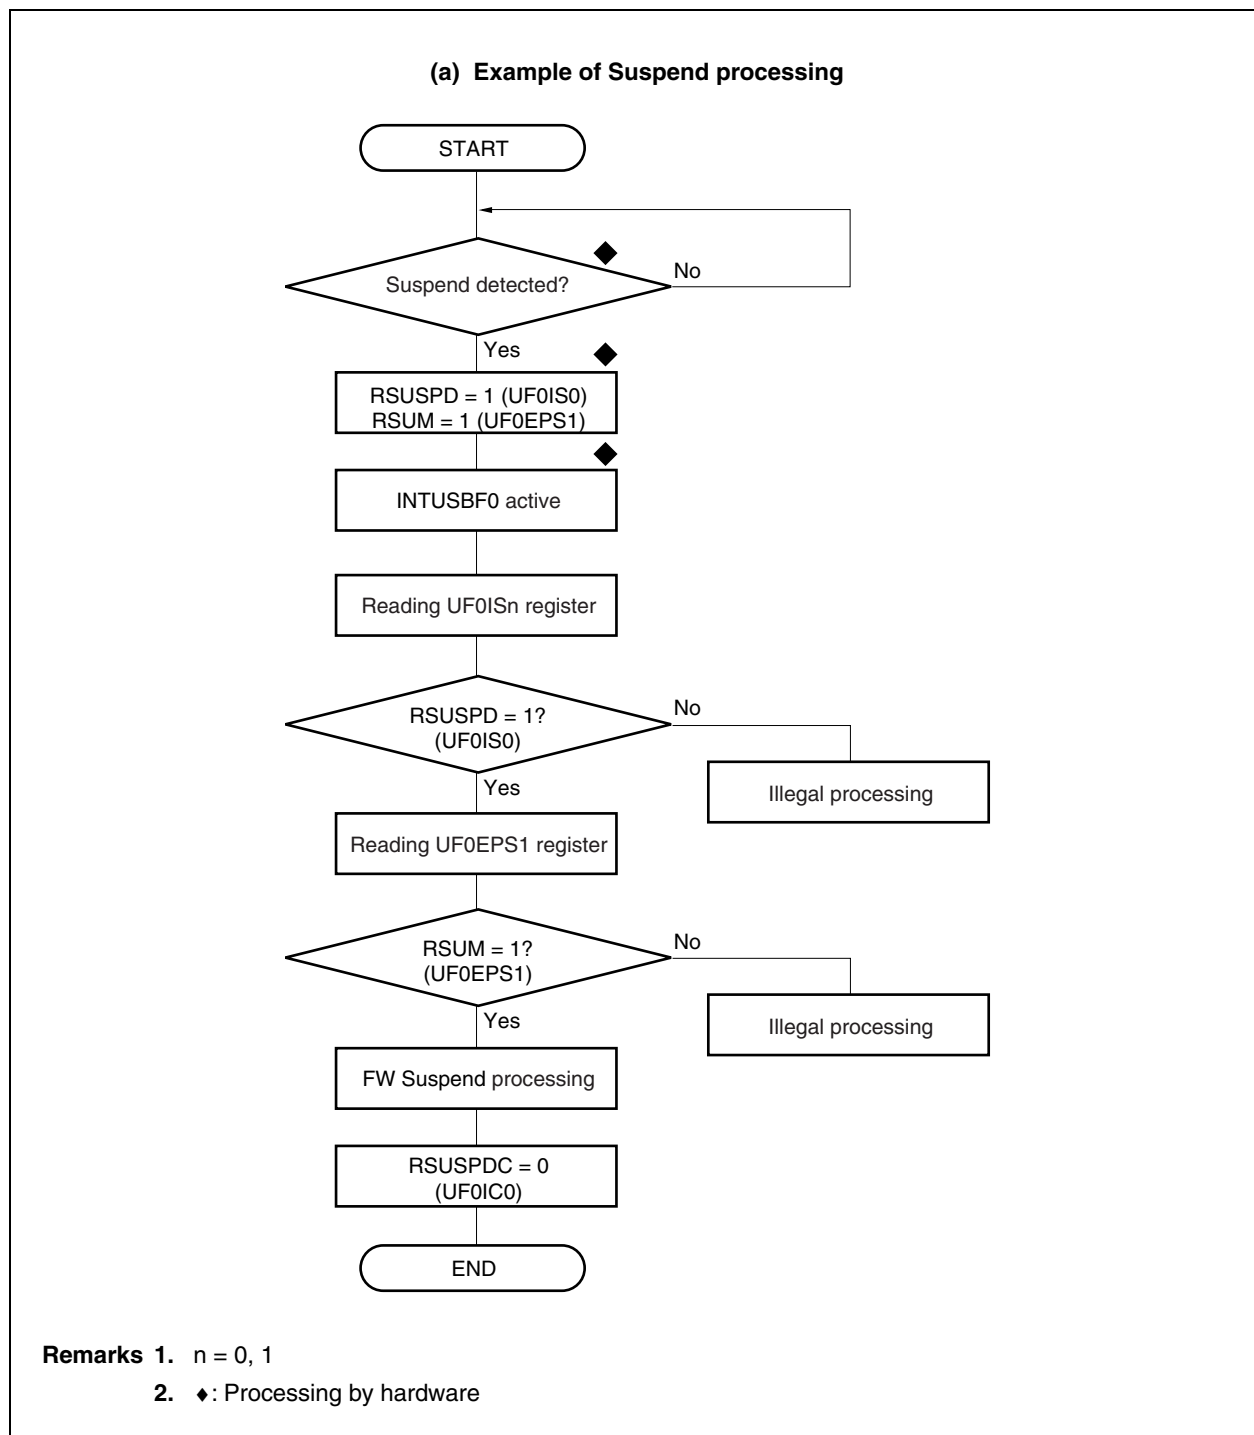 (a) Example of Suspend processing
START
Suspend detected?
No
Yes
RSUSPD = 1 (UF0IS0)
RSUM = 1 (UF0EPS1)
INTUSBF0 active
Reading UF0ISn register
RSUSPD = 1?
(UF0IS0)
No
Yes
Illegal processing
Reading UF0EPS1 register
RSUM = 1?
(UF0EPS1)
No
Yes
Illegal processing
FW Suspend processing
RSUSPDC = 0
(UF0IC0)
END
Remarks 1. n = 0, 1
2. ♦: Processing by hardware